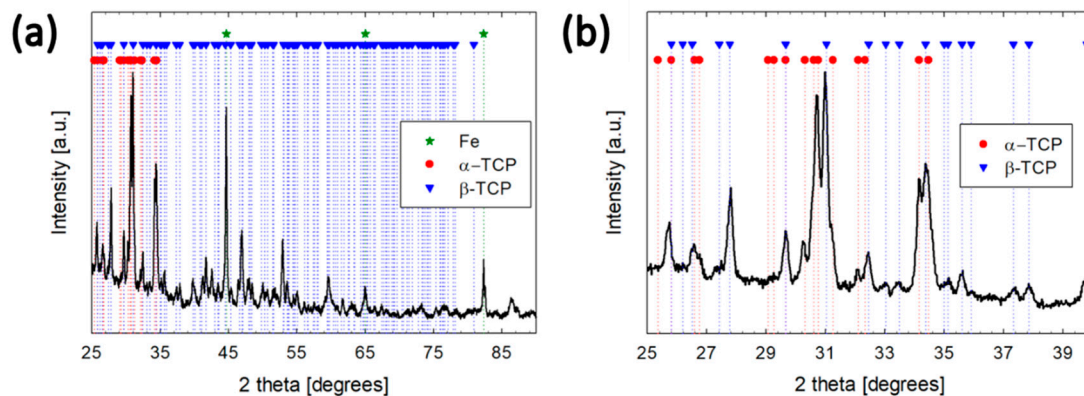 (a)
Intensity [a.u.]
Fe
α−TCP
β-TCP
25 35 45 55 65 75 85
2 theta [degrees]
(b)
Intensity [a.u.]
α−TCP
β-TCP
25 27 29 31 33 35 37 39
2 theta [degrees]